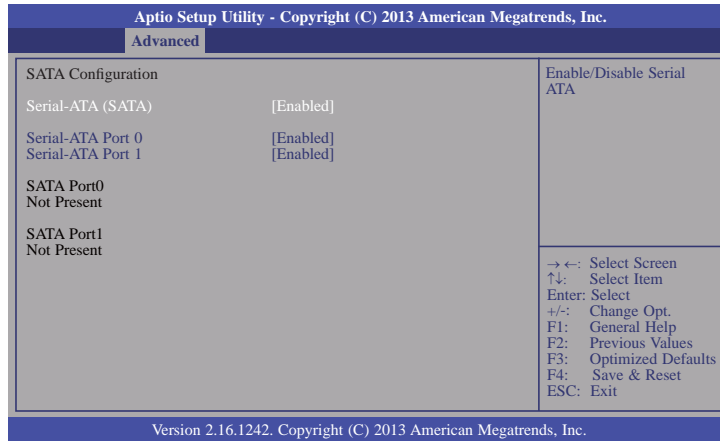 Aptio Setup Utility - Copyright (C) 2013 American Megatrends, Inc.
Advanced
SATA Configuration
Serial-ATA (SATA) [Enabled]
Serial-ATA Port 0 [Enabled]
Serial-ATA Port 1 [Enabled]
SATA Port0
Not Present
SATA Port1
Not Present
Enable/Disable Serial
ATA
→ ←: Select Screen
↑↓: Select Item
Enter: Select
+/-: Change Opt.
F1: General Help
F2: Previous Values
F3: Optimized Defaults
F4: Save & Reset
ESC: Exit
Version 2.16.1242. Copyright (C) 2013 American Megatrends, Inc.